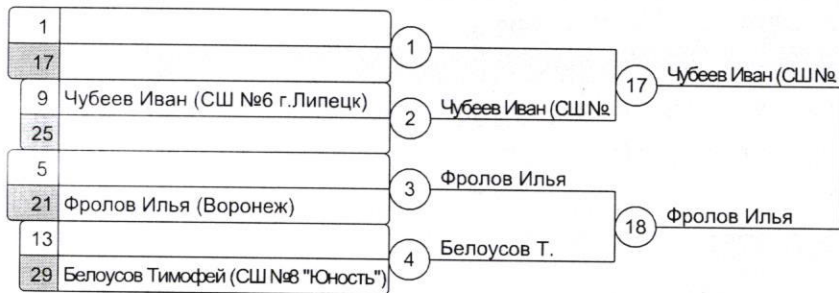 1
17
9 Чубеев Иван (СШ №6 г.Липецк)
25
5
21 Фролов Илья (Воронеж)
13
29 Белоусов Тимофей (СШ №8 "Юность")
1
2 Чубеев Иван (СШ №
3 Фролов Илья
4 Белоусов Т.
17 Чубеев Иван (СШ №
18 Фролов Илья